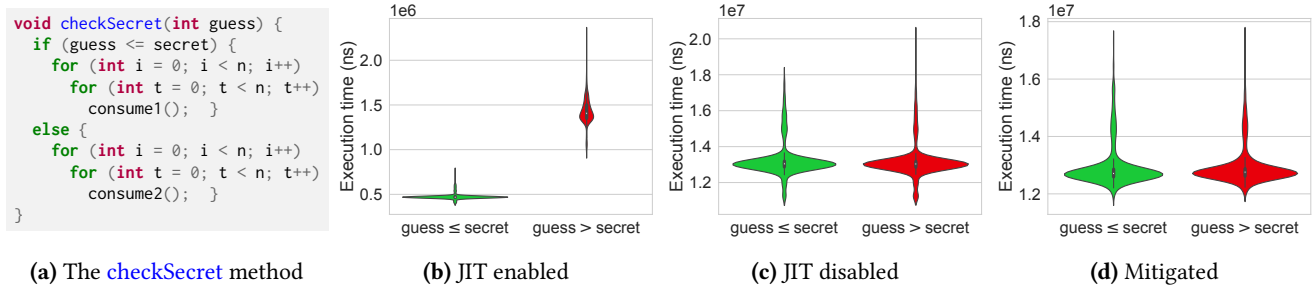 void checkSecret(int guess) {
if (guess <= secret) {
for (int i = 0; i < n; i++)
for (int t = 0; t < n; t++)
consume1(); }
else {
for (int i = 0; i < n; i++)
for (int t = 0; t < n; t++)
consume2(); }
}
(a) The checkSecret method
1e6
Execution time (ns)
2.0
1.5
1.0
0.5
guess ≤ secret
guess > secret
(b) JIT enabled
1e7
Execution time (ns)
2.0
1.8
1.6
1.4
1.2
guess ≤ secret
guess > secret
(c) JIT disabled
1e7
Execution time (ns)
1.8
1.6
1.4
1.2
guess ≤ secret
guess > secret
(d) Mitigated